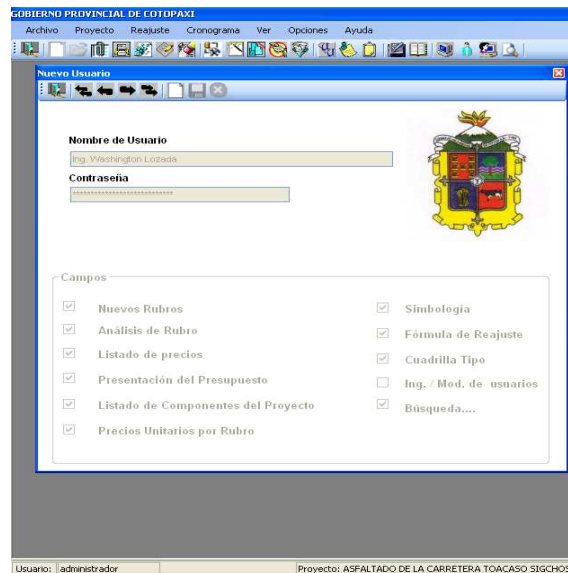 GOBIERNO PROVINCIAL DE COTOPAXI
Archivo Proyecto Reajuste Cronograma Ver Opciones Ayuda
Nuevo Usuario
Nombre de Usuario
Ing. Washington Lozada
Contraseña
****************************
Campos
Nuevos Rubros
Simbología
Análisis de Rubro
Fórmula de Reajuste
Listado de precios
Cuadrilla Tipo
Presentación del Presupuesto
Ing. / Mod. de usuarios
Listado de Componentes del Proyecto
Búsqueda....
Precios Unitarios por Rubro
Usuario: administrador Proyecto: ASFALTADO DE LA CARRETERA TOACASO SIGCHOS